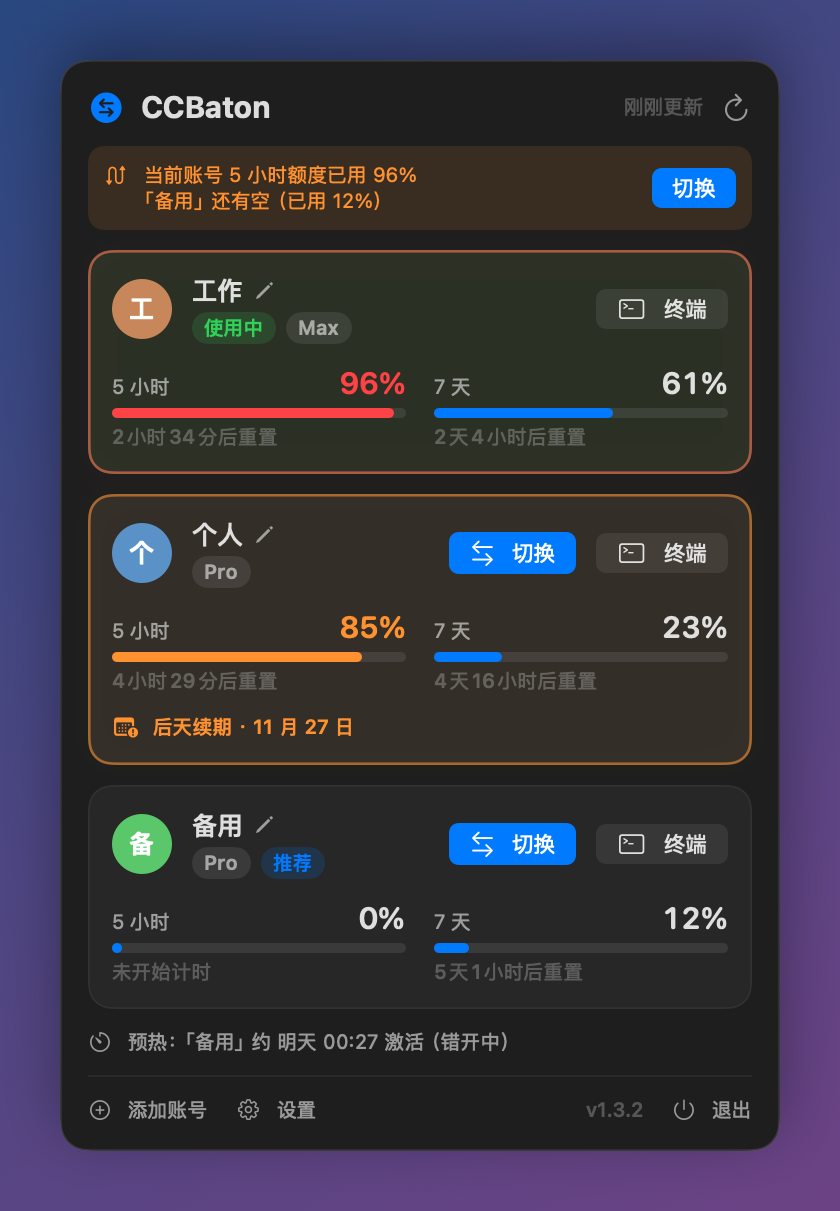 CCBaton
刚刚更新
当前账号 5 小时额度已用 96%
「备用」还有空（已用 12%）
切换
工
工作
使用中
Max
终端
5 小时
96%
7 天
61%
2小时34分后重置
2天4小时后重置
个
个人
Pro
切换
终端
5 小时
85%
7 天
23%
4小时29分后重置
4天16小时后重置
后天续期 · 11 月 27 日
备
备用
Pro
推荐
切换
终端
5 小时
0%
7 天
12%
未开始计时
5天1小时后重置
预热：「备用」约 明天 00:27 激活（错开中）
添加账号
设置
v1.3.2
退出